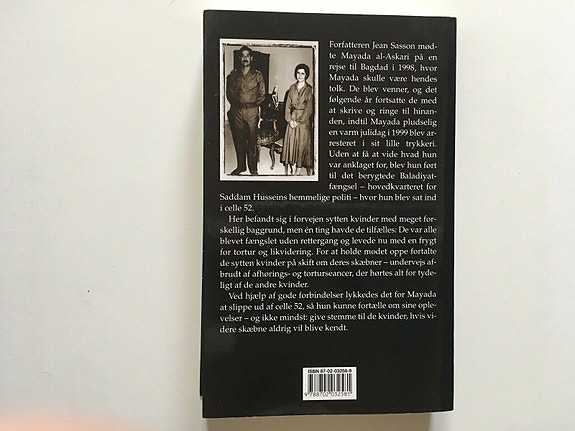 Forfatteren Jean Sasson mød-
te Mayada al-Askari på en
rejse til Bagdad i 1998, hvor
Mayada skulle være hendes
tolk. De blev venner, og det
følgende år fortsatte de med
at skrive og ringe til hinan-
den, indtil Mayada pludselig
en varm julidag i 1999 blev ar-
resteret i sit lille trykkeri.
Uden at få at vide hvad hun
var anklaget for, blev hun ført
til det berygtede Baladiyat-
fængsel – hovedkvarteret for
Saddam Husseins hemmelige politi – hvor hun blev sat ind
i celle 52.
Her befandt sig i forvejen sytten kvinder med meget for-
skellig baggrund, men én ting havde de tilfælles: De var alle
blevet fængslet uden rettergang og levede nu med en frygt
for tortur og likvidering. For at holde modet oppe fortalte
de sytten kvinder på skift om deres skæbner – undervejs af-
brudt af afhørings- og torturseancer, der hørtes alt for tyde-
ligt af de andre kvinder.
Ved hjælp af gode forbindelser lykkedes det for Mayada
at slippe ud af celle 52, så hun kunne fortælle om sine ople-
velser – og ikke mindst: give stemme til de kvinder, hvis vi-
dere skæbne aldrig vil blive kendt.
ISBN 87-02-03258-9
9 788702 032581